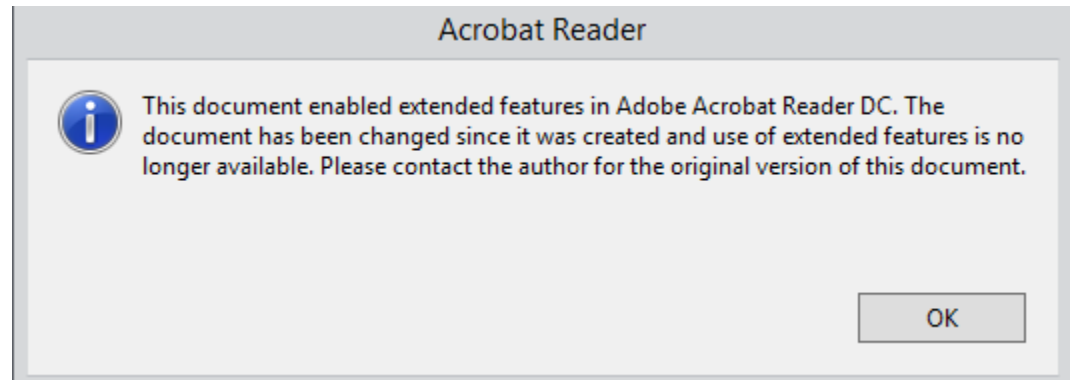 Acrobat Reader
This document enabled extended features in Adobe Acrobat Reader DC. The
document has been changed since it was created and use of extended features is no
longer available. Please contact the author for the original version of this document.
OK